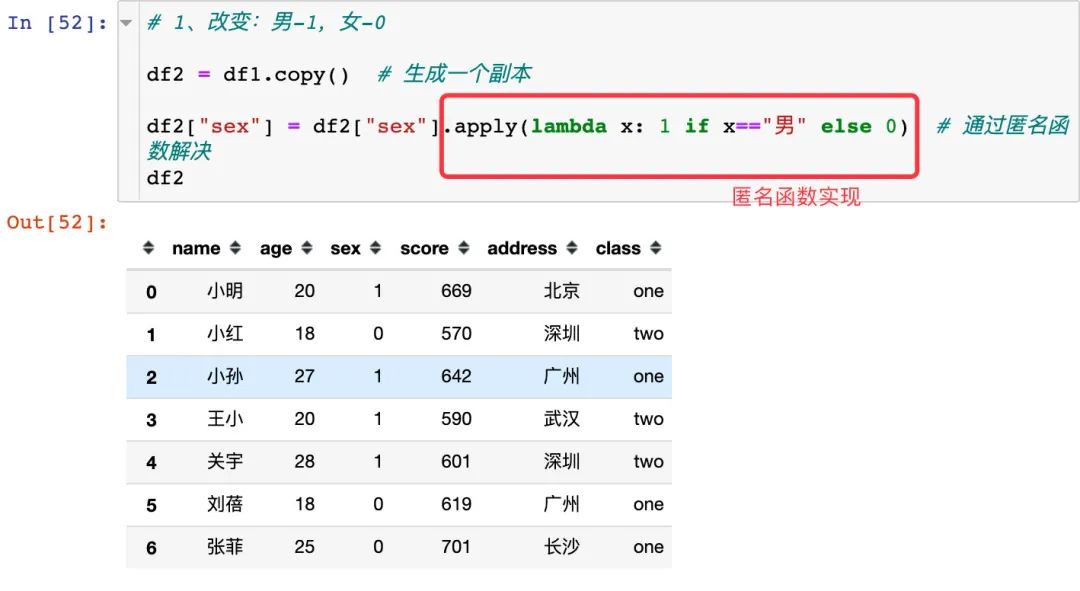 In [52]:
# 1、改变：男-1，女-0
df2 = df1.copy()  # 生成一个副本
df2["sex"] = df2["sex"].apply(lambda x: 1 if x=="男" else 0)  # 通过匿名函
数解决
df2
匿名函数实现
Out[52]:
name age sex score address class
0 小明 20 1 669 北京 one
1 小红 18 0 570 深圳 two
2 小孙 27 1 642 广州 one
3 王小 20 1 590 武汉 two
4 关宇 28 1 601 深圳 two
5 刘蓓 18 0 619 广州 one
6 张菲 25 0 701 长沙 one